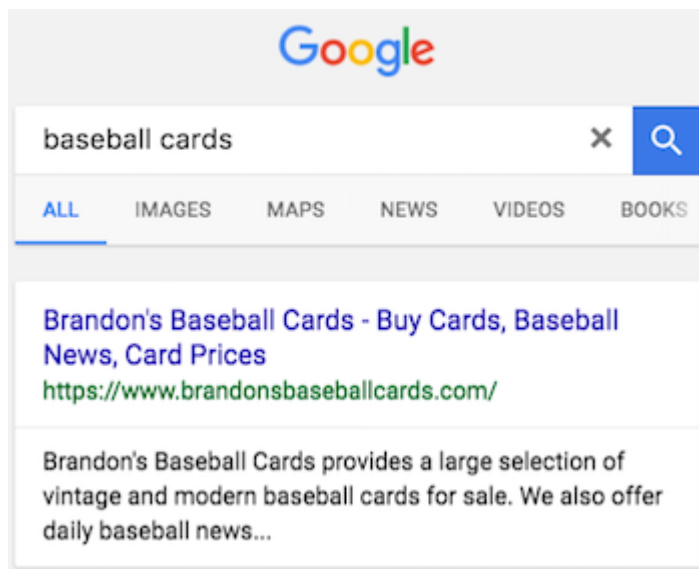 Google
baseball cards
ALL IMAGES MAPS NEWS VIDEOS BOOKS
Brandon's Baseball Cards - Buy Cards, Baseball
News, Card Prices
https://www.brandonsbaseballcards.com/
Brandon's Baseball Cards provides a large selection of
vintage and modern baseball cards for sale. We also offer
daily baseball news...